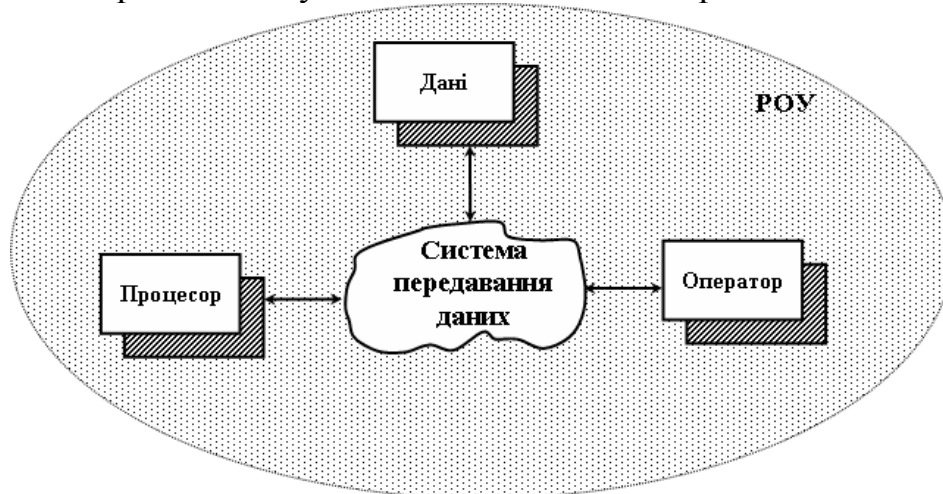 Дані
РОУ
Система
передавання
даних
Процесор
Оператор